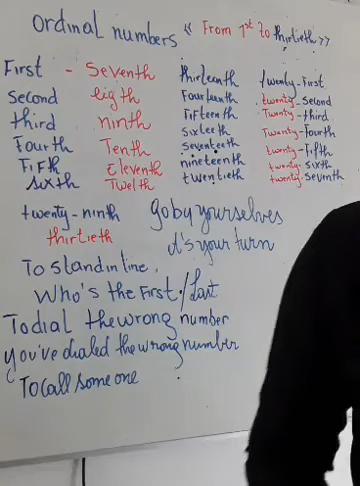 ordinal numbers « From 1st to thirtieth »
First - Seventh
Second eigth
third ninth
Fourth Tenth
Fifth Eleventh
sixth Twelth
thirteenth
Fourteenth
Fifteenth
sixteeth
seventeeth
nineteenth
twentieth
twenty-First
twenty-Second
Twenty-third
Twenty-Fourth
twenty-Fifth
twenty-sixth
twenty-seventh
twenty-ninth
thirtieth
go by yourselves
it's your turn
To stand in line.
Who's the First / Last
To dial the wrong number
you've dialed the wrong number
To call some one